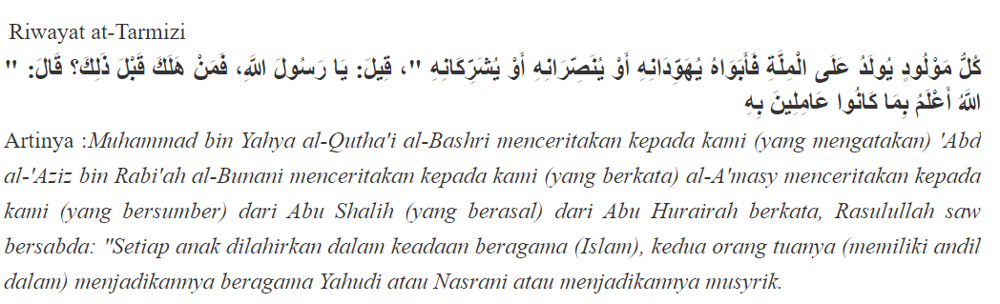 Riwayat at-Tarmizi
كُلُّ مَوْلُودٍ يُولَدُ عَلَى الْمِلَّةِ فَأَبَوَاهُ يُهَوِّدَانِهِ أَوْ يُنَصِّرَانِهِ أَوْ يُشَرِّكَانِهِ "، قِيلَ: يَا رَسُولَ اللَّهِ، فَمَنْ هَلَكَ قَبْلَ ذَلِكَ؟ قَالَ: "
اللَّهُ أَعْلَمُ بِمَا كَانُوا عَامِلِينَ بِهِ
Artinya :Muhammad bin Yahya al-Qutha'i al-Bashri menceritakan kepada kami (yang mengatakan) 'Abd
al-'Aziz bin Rabi'ah al-Bunani menceritakan kepada kami (yang berkata) al-A'masy menceritakan kepada
kami (yang bersumber) dari Abu Shalih (yang berasal) dari Abu Hurairah berkata, Rasulullah saw
bersabda: "Setiap anak dilahirkan dalam keadaan beragama (Islam), kedua orang tuanya (memiliki andil
dalam) menjadikannya beragama Yahudi atau Nasrani atau menjadikannya musyrik.